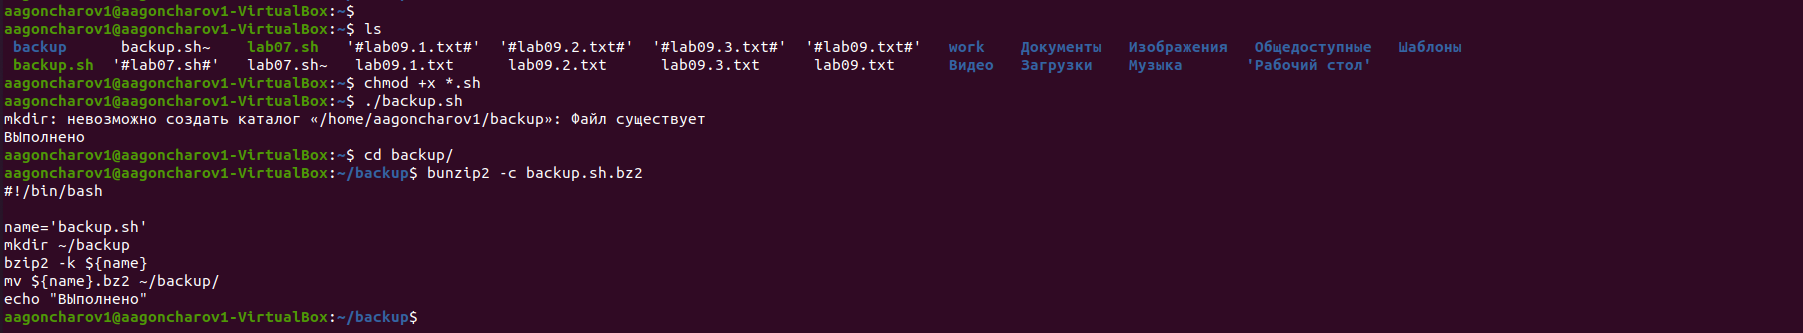 aagoncharov1@aagoncharov1-VirtualBox:~$
aagoncharov1@aagoncharov1-VirtualBox:~$ ls
backup backup.sh~ lab07.sh '#lab09.1.txt#' '#lab09.2.txt#' '#lab09.3.txt#' '#lab09.txt#' work Документы Изображения Общедоступные Шаблоны
backup.sh '#lab07.sh#' lab07.sh~ lab09.1.txt lab09.2.txt lab09.3.txt lab09.txt Видео Загрузки Музыка 'Рабочий стол'
aagoncharov1@aagoncharov1-VirtualBox:~$ chmod +x *.sh
aagoncharov1@aagoncharov1-VirtualBox:~$ ./backup.sh
mkdir: невозможно создать каталог «/home/aagoncharov1/backup»: Файл существует
ВЫполнено
aagoncharov1@aagoncharov1-VirtualBox:~$ cd backup/
aagoncharov1@aagoncharov1-VirtualBox:~/backup$ bunzip2 -c backup.sh.bz2
#!/bin/bash
name='backup.sh'
mkdir ~/backup
bzip2 -k ${name}
mv ${name}.bz2 ~/backup/
echo "ВЫполнено"
aagoncharov1@aagoncharov1-VirtualBox:~/backup$